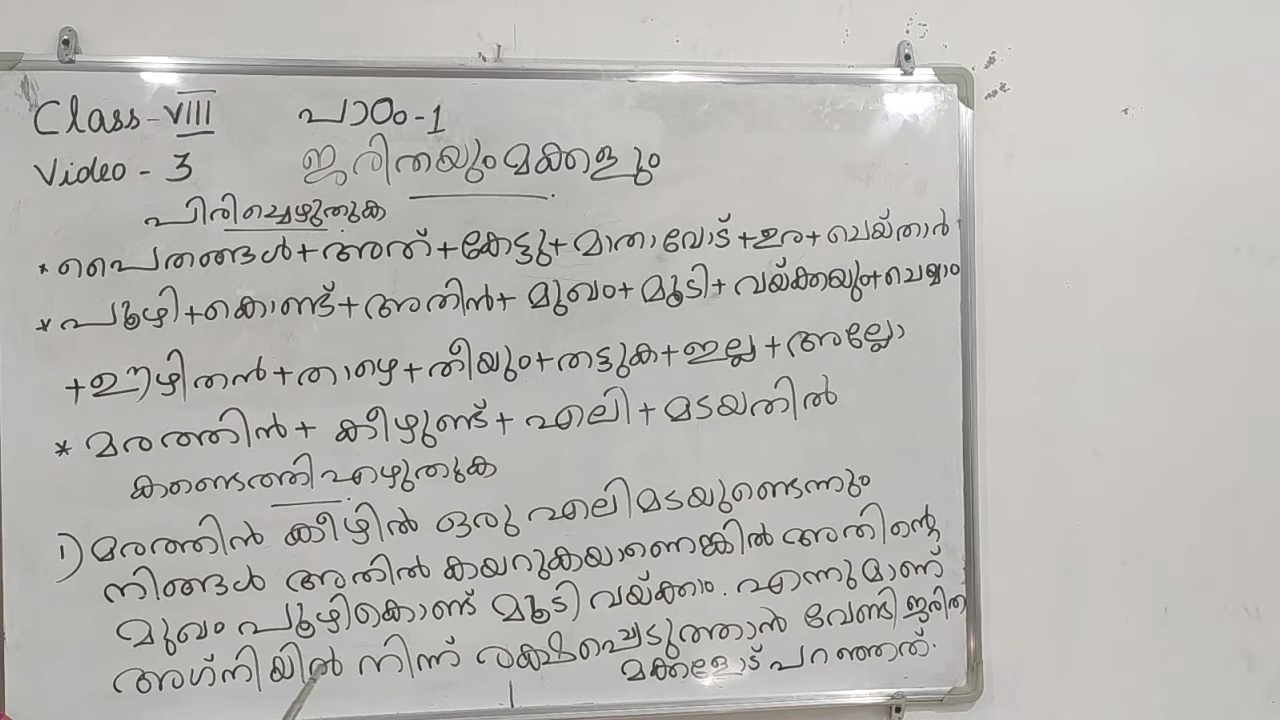 Class-VIII പാഠം-1
Video - 3 ജരിതയും മക്കളും
പിരിച്ചെഴുതുക
* പൈതങ്ങൾ+അത്+കേട്ടു+മാതാവോട്+ഉര+ചെയ്താർ
* പൂഴി+കൊണ്ട്+അതിൻ+മുഖം+മൂടി+വയ്ക്കയും+ചെയ്യാം
+ഊഴിതൻ+താഴെ+തീയും+തട്ടുക+ഇല്ല+അല്ലോ
* മരത്തിൻ+കീഴുണ്ട്+എലി+മടയതിൽ
കണ്ടെത്തി എഴുതുക
1) മരത്തിൻ കീഴിൽ ഒരു എലിമടയുണ്ടെന്നും
നിങ്ങൾ അതിൽ കയറുകയാണെങ്കിൽ അതിന്റെ
മുഖം പൂഴികൊണ്ട് മൂടി വയ്ക്കാം. എന്നുമാണ്
അഗ്നിയിൽ നിന്ന് രക്ഷപ്പെടുത്താൻ വേണ്ടി ജരിത
മക്കളോട് പറഞ്ഞത്.